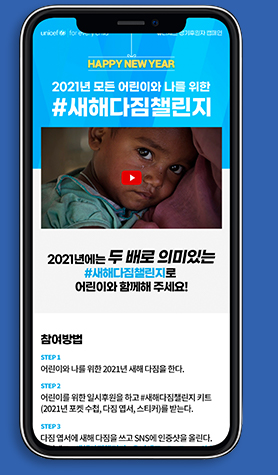 unicef for every child
HAPPY NEW YEAR
2021년 모든 어린이와 나를 위한
#새해다짐챌린지
2021년에는 두 배로 의미있는
#새해다짐챌린지로
어린이와 함께해 주세요!
참여방법
STEP 1
어린이와 나를 위한 2021년 새해 다짐을 한다.
STEP 2
어린이를 위한 일시후원을 하고 #새해다짐챌린지 키트
(2021년 포켓 수첩, 다짐 엽서, 스티커)를 받는다.
STEP 3
다짐 엽서에 새해 다짐을 쓰고 SNS에 인증샷을 올린다.